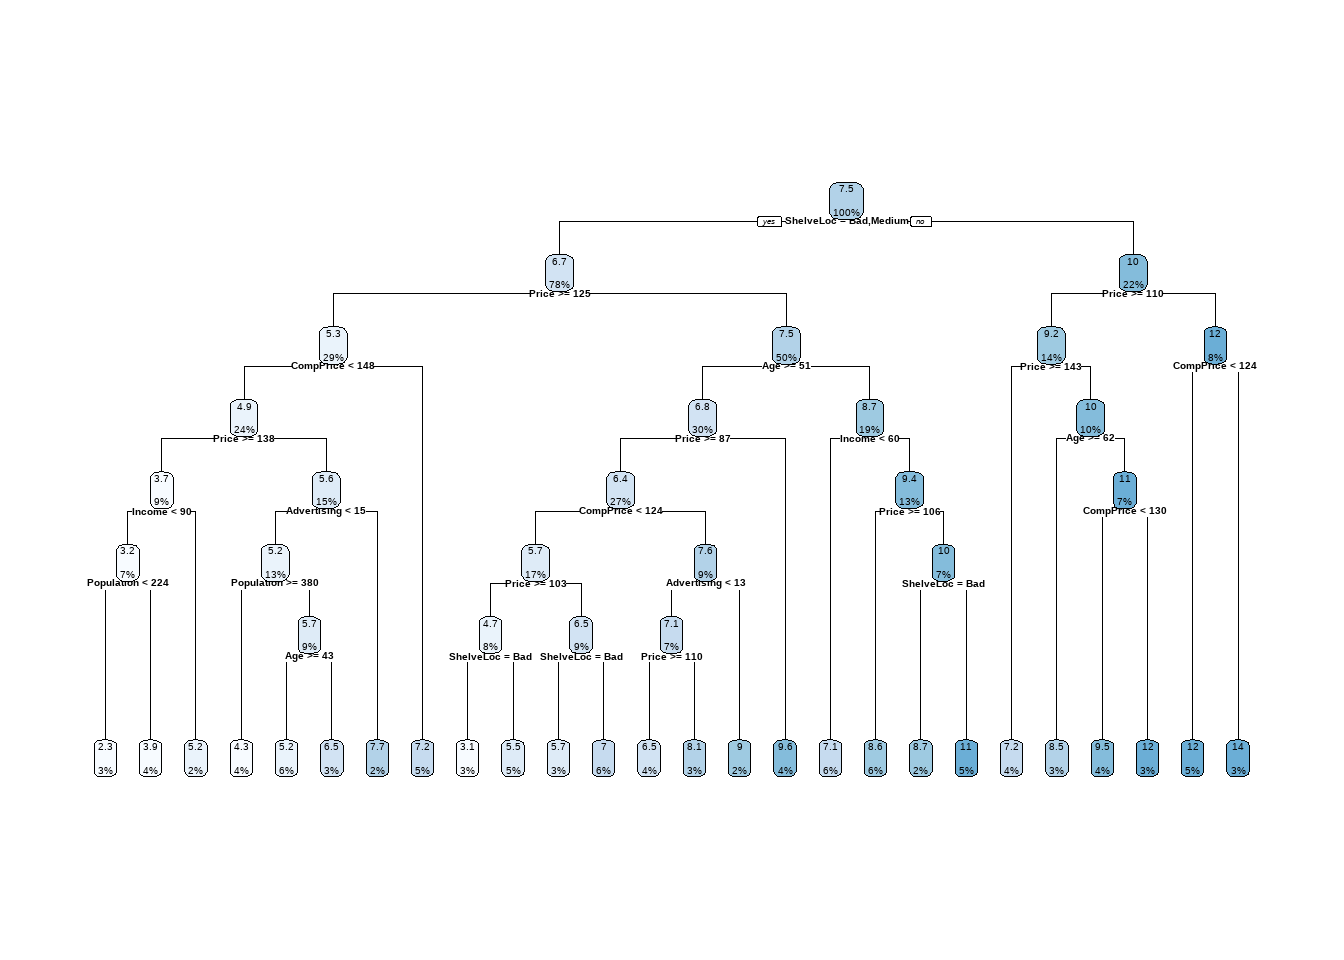 7.5
100%
yes ShelveLoc = Bad,Medium no
6.7 10
78% 22%
Price >= 125 Price >= 110
5.3 7.5 9.2 12
29% 50% 14% 8%
CompPrice < 148 Age >= 51 Price >= 143 CompPrice < 124
4.9 6.8 8.7 10
24% 30% 19% 10%
Price >= 138 Price >= 87 Income < 60 Age >= 62
3.7 5.6 6.4 9.4 11
9% 15% 27% 13% 7%
Income < 90 Advertising < 15 CompPrice < 124 Price >= 106 CompPrice < 130
3.2 5.2 5.7 7.6 10
7% 13% 17% 9% 7%
Population < 224 Population >= 380 Price >= 103 Advertising < 13 ShelveLoc = Bad
5.7 4.7 6.5 7.1
9% 8% 9% 7%
Age >= 43 ShelveLoc = Bad ShelveLoc = Bad Price >= 110
2.3 3.9 5.2 4.3 5.2 6.5 7.7 7.2 3.1 5.5 5.7 7 6.5 8.1 9 9.6 7.1 8.6 8.7 11 7.2 8.5 9.5 12 12 14
3% 4% 2% 4% 6% 3% 2% 5% 3% 5% 3% 6% 4% 3% 2% 4% 6% 6% 2% 5% 4% 3% 4% 3% 5% 3%